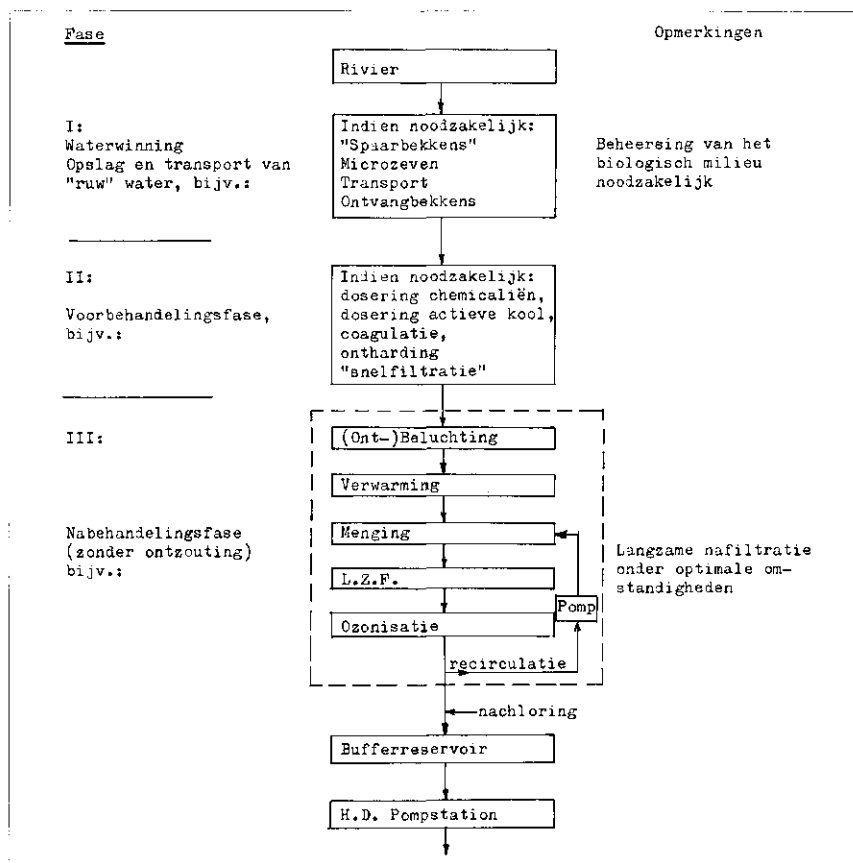 Fase
Opmerkingen
Rivier
I:
Waterwinning
Opslag en transport van
"ruw" water, bijv.:
Indien noodzakelijk:
"Spaarbekkens"
Microzeven
Transport
Ontvangbekkens
Beheersing van het
biologisch milieu
noodzakelijk
II:
Voorbehandelingsfase,
bijv.:
Indien noodzakelijk:
dosering chemicaliën,
dosering actieve kool,
coagulatie,
ontharding
"snelfiltratie"
III:
Nabehandelingsfase
(zonder ontzouting)
bijv.:
(Ont-)Beluchting
Verwarming
Menging
L.Z.F.
Pomp
Ozonisatie
recirculatie
Langzame nafiltratie
onder optimale om-
standigheden
nachloring
Bufferreservoir
H.D. Pompstation